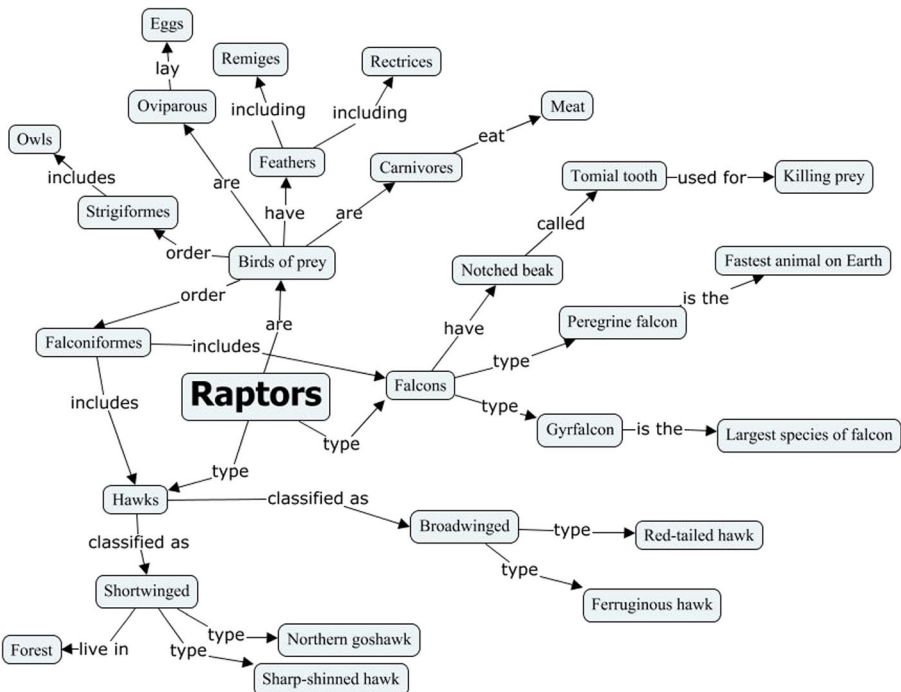 Eggs
lay
Remiges
Rectrices
Oviparous
including
including
Meat
Owls
eat
includes
Feathers
Carnivores
are
Tomial tooth
used for
Killing prey
Strigiformes
have
are
called
order
Birds of prey
Notched beak
Fastest animal on Earth
order
is the
are
have
Peregrine falcon
Falconiformes
includes
type
Raptors
Falcons
includes
type
type
Gyrfalcon
is the
Largest species of falcon
type
Hawks
classified as
Broadwinged
type
Red-tailed hawk
classified as
type
Shortwinged
Ferruginous hawk
Forest
live in
type
Northern goshawk
type
Sharp-shinned hawk